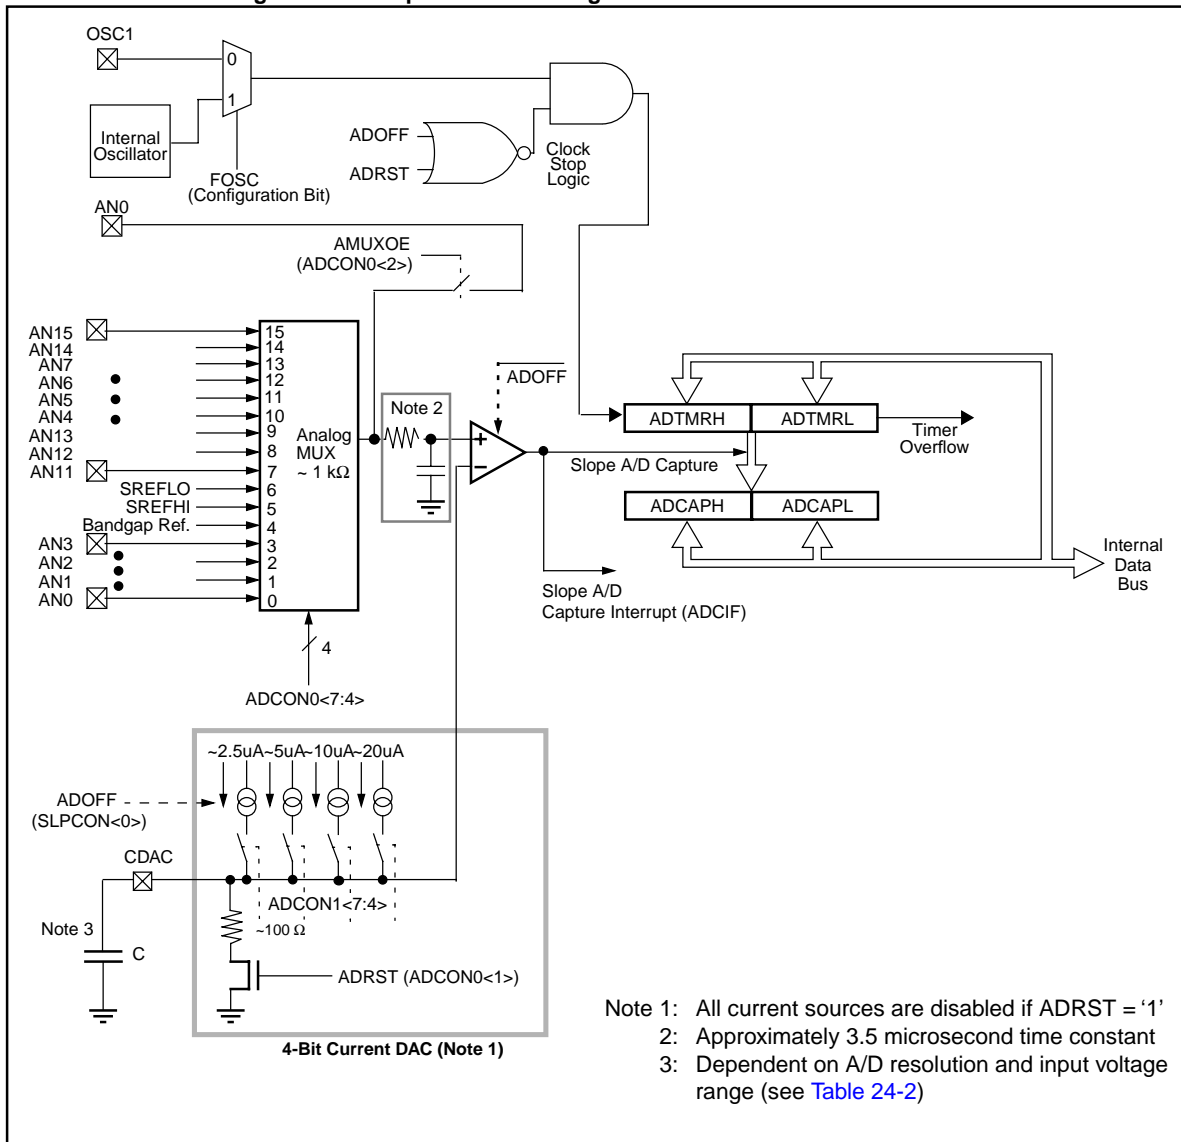 OSC1
0
1
Internal
Oscillator
FOSC
(Configuration Bit)
ADOFF
ADRST
Clock
Stop
Logic
AN0
AMUXOE
(ADCON0<2>)
AN15
AN14
AN7
AN6
AN5
AN4
AN13
AN12
AN11
SREFLO
SREFHI
Bandgap Ref.
AN3
AN2
AN1
AN0
15
14
13
12
11
10
9
8
7
6
5
4
3
2
1
0
Analog
MUX
~ 1 kΩ
4
ADCON0<7:4>
Note 2
+
–
ADOFF
ADTMRH
ADTMRL
Timer
Overflow
Slope A/D Capture
ADCAPH
ADCAPL
Internal
Data
Bus
Slope A/D
Capture Interrupt (ADCIF)
~2.5uA ~5uA ~10uA ~20uA
ADOFF
(SLPCON<0>)
CDAC
ADCON1<7:4>
~100 Ω
Note 3
C
ADRST (ADCON0<1>)
4-Bit Current DAC (Note 1)
Note 1: All current sources are disabled if ADRST = ‘1’
2: Approximately 3.5 microsecond time constant
3: Dependent on A/D resolution and input voltage
range (see Table 24-2)